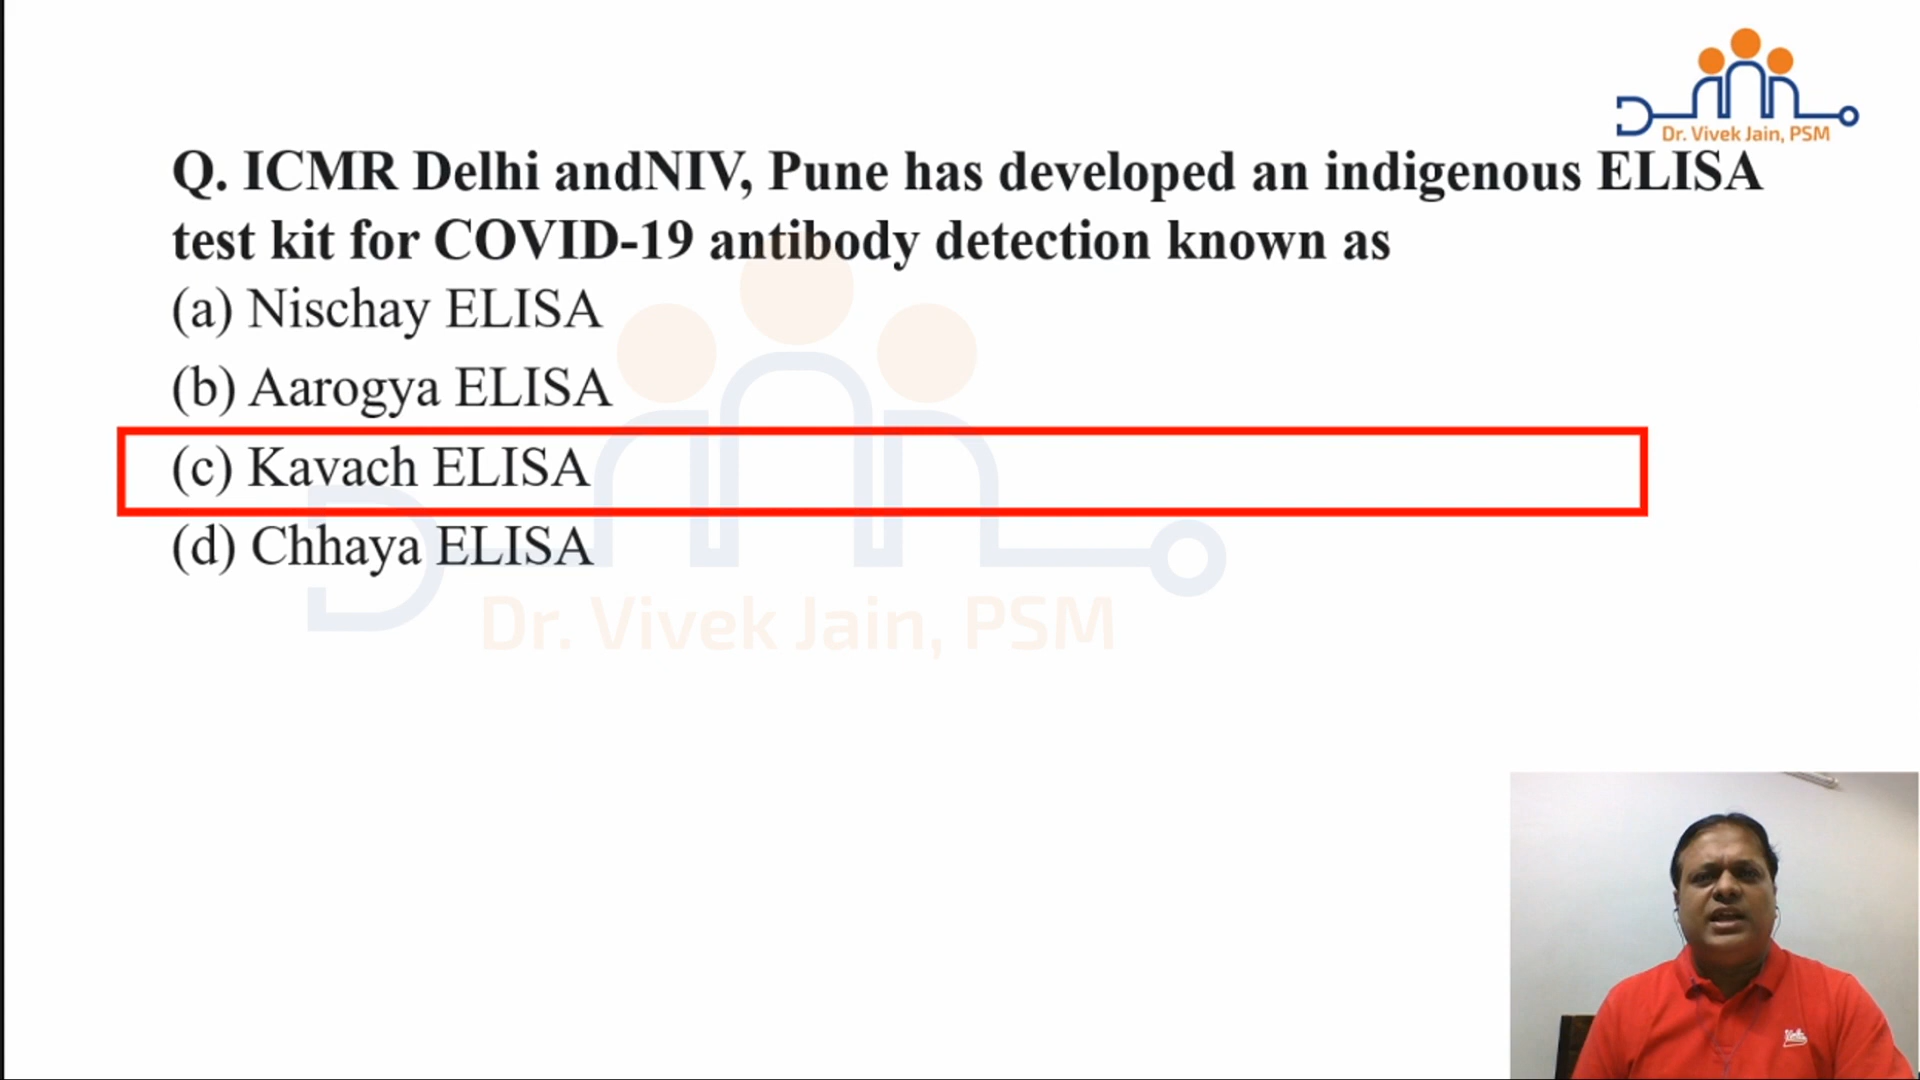 Dr. Vivek Jain, PSM
Q. ICMR Delhi andNIV, Pune has developed an indigenous ELISA
test kit for COVID-19 antibody detection known as
(a) Nischay ELISA
(b) Aarogya ELISA
(c) Kavach ELISA
(d) Chhaya ELISA
Dr. Vivek Jain, PSM